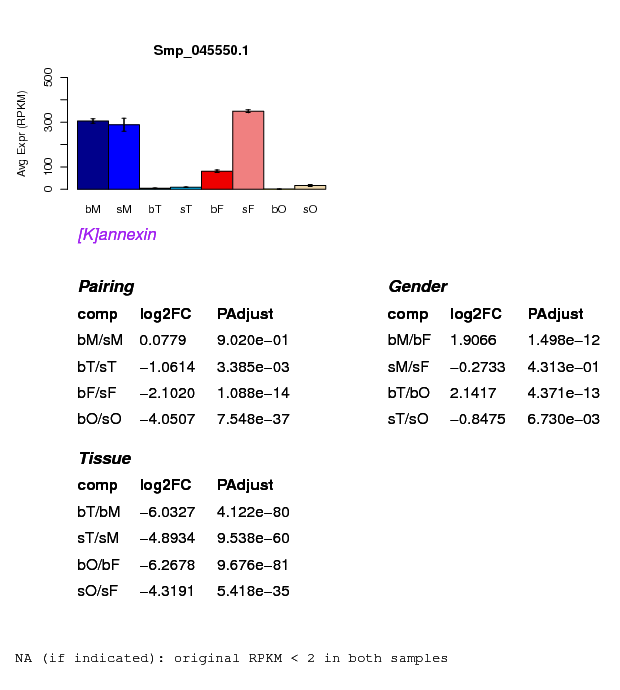 Smp_045550.1
Avg Expr (RPKM)
500
300
100
0
bM sM bT sT bF sF bO sO
[K]annexin
Pairing
comp log2FC PAdjust
bM/sM 0.0779 9.020e−01
bT/sT −1.0614 3.385e−03
bF/sF −2.1020 1.088e−14
bO/sO −4.0507 7.548e−37
Gender
comp log2FC PAdjust
bM/bF 1.9066 1.498e−12
sM/sF −0.2733 4.313e−01
bT/bO 2.1417 4.371e−13
sT/sO −0.8475 6.730e−03
Tissue
comp log2FC PAdjust
bT/bM −6.0327 4.122e−80
sT/sM −4.8934 9.538e−60
bO/bF −6.2678 9.676e−81
sO/sF −4.3191 5.418e−35
NA (if indicated): original RPKM < 2 in both samples